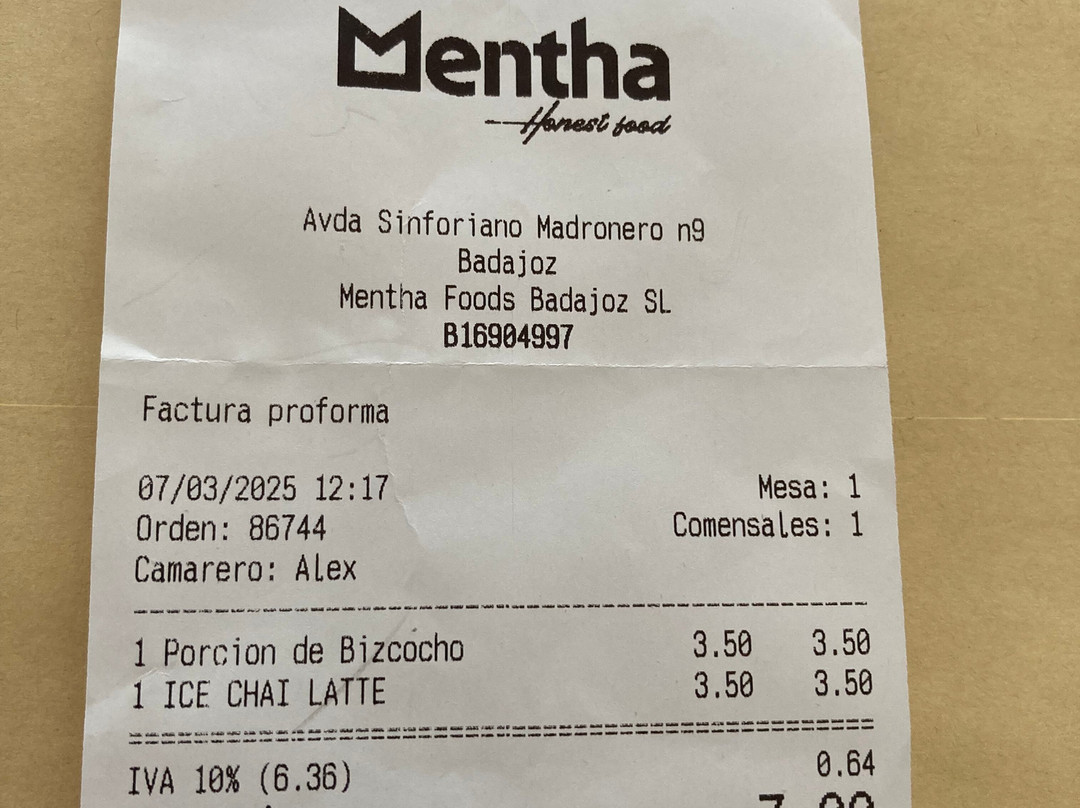 Mentha
Honest food
Avda Sinforiano Madronero n9
Badajoz
Mentha Foods Badajoz SL
B16904997
Factura proforma
07/03/2025 12:17 Mesa: 1
Orden: 86744 Comensales: 1
Camarero: Alex
1 Porcion de Bizcocho 3.50 3.50
1 ICE CHAI LATTE 3.50 3.50
IVA 10% (6.36) 0.64